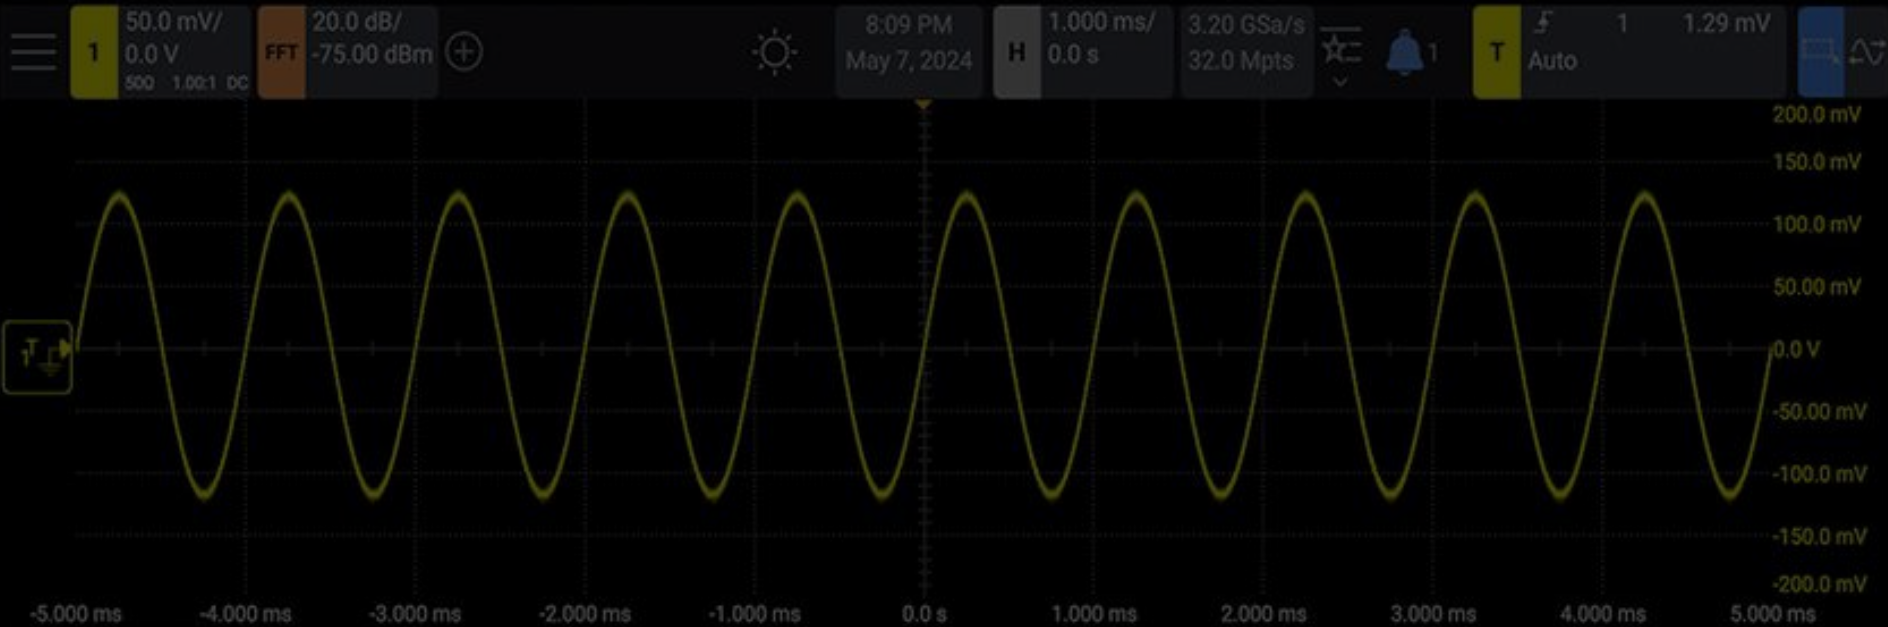 1
50.0 mV/
0.0 V
50Ω 1.00:1 DC
FFT
20.0 dB/
-75.00 dBm
8:09 PM
May 7, 2024
H
1.000 ms/
0.0 s
3.20 GSa/s
32.0 Mpts
1
T
1
1.29 mV
Auto
200.0 mV
150.0 mV
100.0 mV
50.00 mV
T
1
0.0 V
-50.00 mV
-100.0 mV
-150.0 mV
-200.0 mV
-5.000 ms -4.000 ms -3.000 ms -2.000 ms -1.000 ms 0.0 s 1.000 ms 2.000 ms 3.000 ms 4.000 ms 5.000 ms